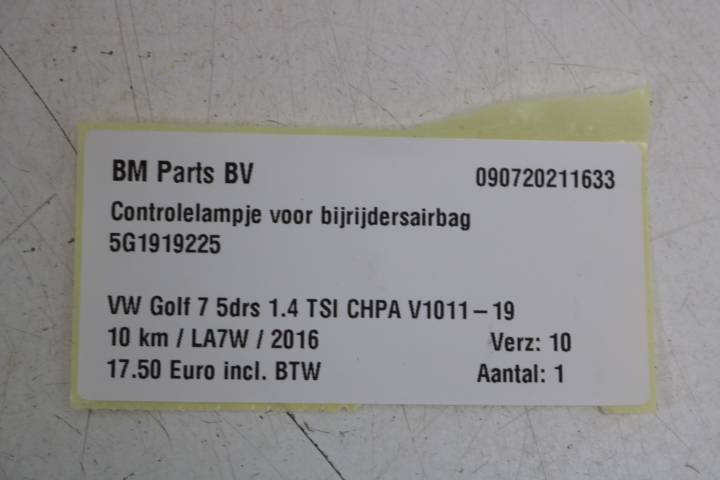 BM Parts BV 090720211633
Controlelampje voor bijrijdersairbag
5G1919225
VW Golf 7 5drs 1.4 TSI CHPA V1011-19
10 km / LA7W / 2016 Verz: 10
17.50 Euro incl. BTW Aantal: 1